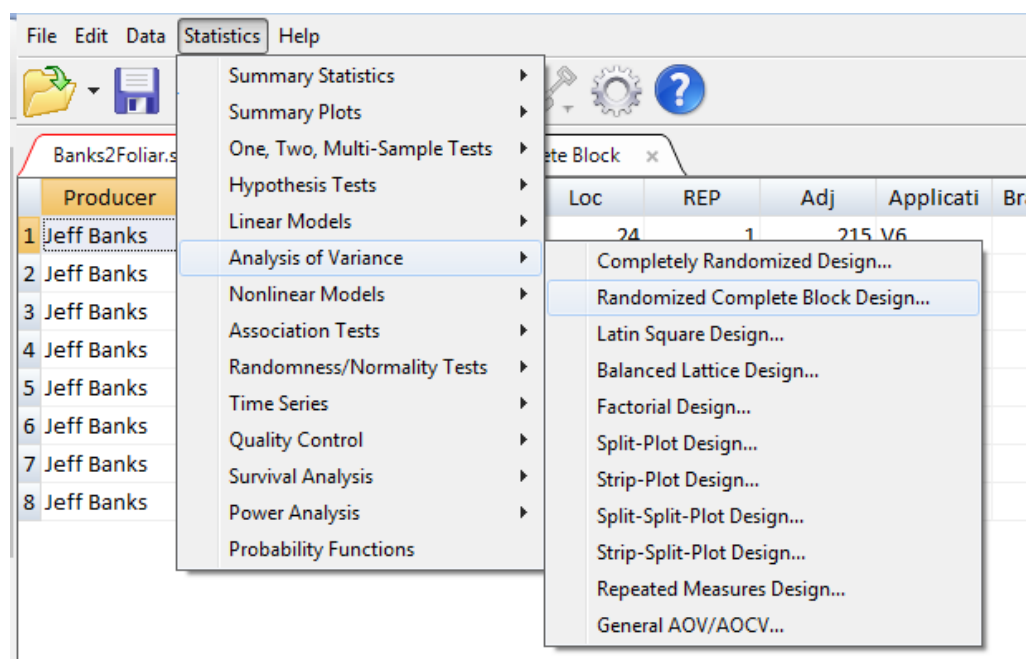 File Edit Data Statistics Help
Banks2Foliar.s ete Block ×
Producer Loc REP Adj Applicati Bra
1 Jeff Banks 24 1 215 V6
2 Jeff Banks
3 Jeff Banks
4 Jeff Banks
5 Jeff Banks
6 Jeff Banks
7 Jeff Banks
8 Jeff Banks
Summary Statistics
Summary Plots
One, Two, Multi-Sample Tests
Hypothesis Tests
Linear Models
Analysis of Variance
Nonlinear Models
Association Tests
Randomness/Normality Tests
Time Series
Quality Control
Survival Analysis
Power Analysis
Probability Functions
Completely Randomized Design...
Randomized Complete Block Design...
Latin Square Design...
Balanced Lattice Design...
Factorial Design...
Split-Plot Design...
Strip-Plot Design...
Split-Split-Plot Design...
Strip-Split-Plot Design...
Repeated Measures Design...
General AOV/AOCV...